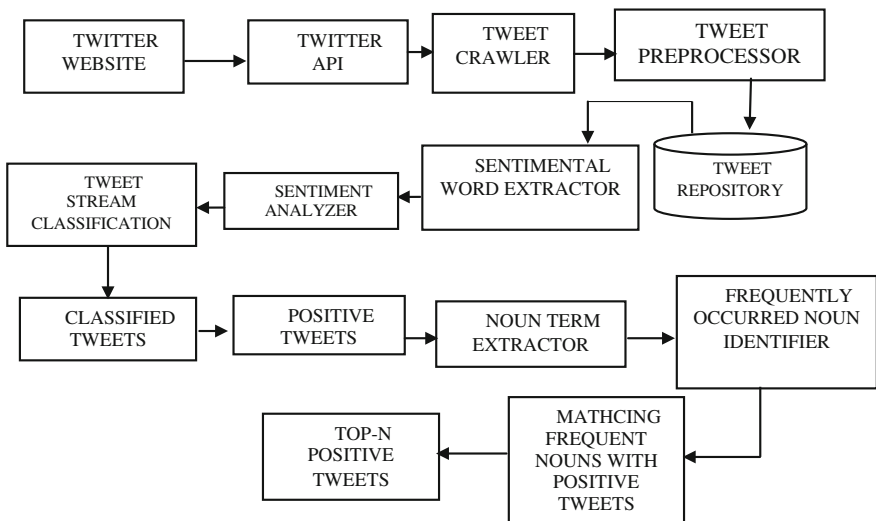 TWITTER
WEBSITE
TWITTER
API
TWEET
CRAWLER
TWEET
PREPROCESSOR
TWEET
REPOSITORY
SENTIMENTAL
WORD EXTRACTOR
SENTIMENT
ANALYZER
TWEET
STREAM
CLASSIFICATION
CLASSIFIED
TWEETS
POSITIVE
TWEETS
NOUN TERM
EXTRACTOR
FREQUENTLY
OCCURRED NOUN
IDENTIFIER
MATHCING
FREQUENT
NOUNS WITH
POSITIVE
TWEETS
TOP-N
POSITIVE
TWEETS